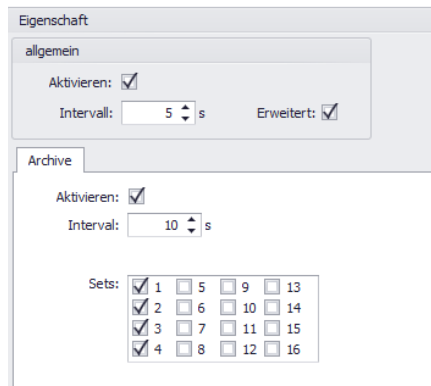 Eigenschaft
allgemein
Aktivieren:
Intervall: 5 s Erweitert:
Archive
Aktivieren:
Interval: 10 s
Sets: 1 5 9 13
2 6 10 14
3 7 11 15
4 8 12 16